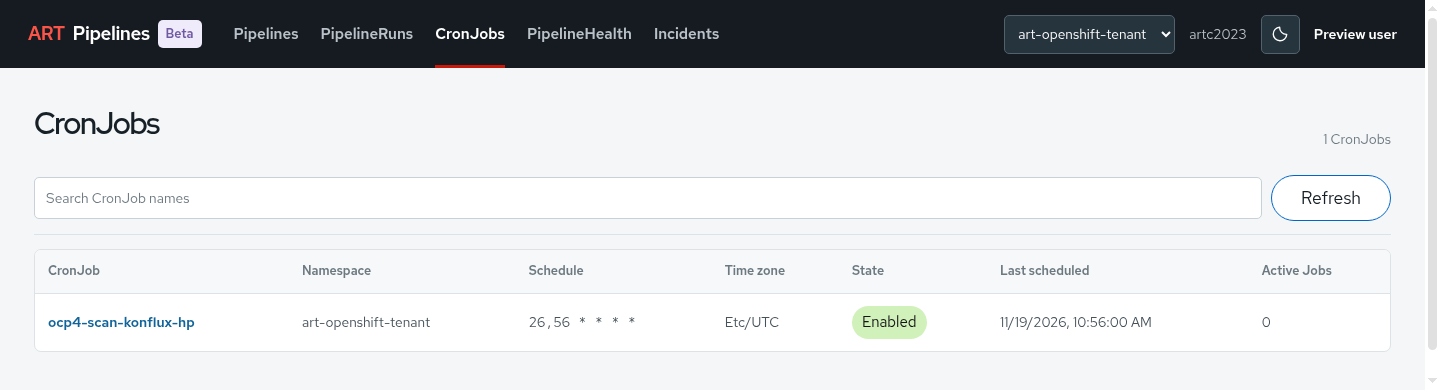 ART Pipelines Beta Pipelines PipelineRuns CronJobs PipelineHealth Incidents art-openshift-tenant artc2023 Preview user
CronJobs
1 CronJobs
Search CronJob names Refresh
CronJob Namespace Schedule Time zone State Last scheduled Active Jobs
ocp4-scan-konflux-hp art-openshift-tenant 26,56 * * * * Etc/UTC Enabled 11/19/2026, 10:56:00 AM 0